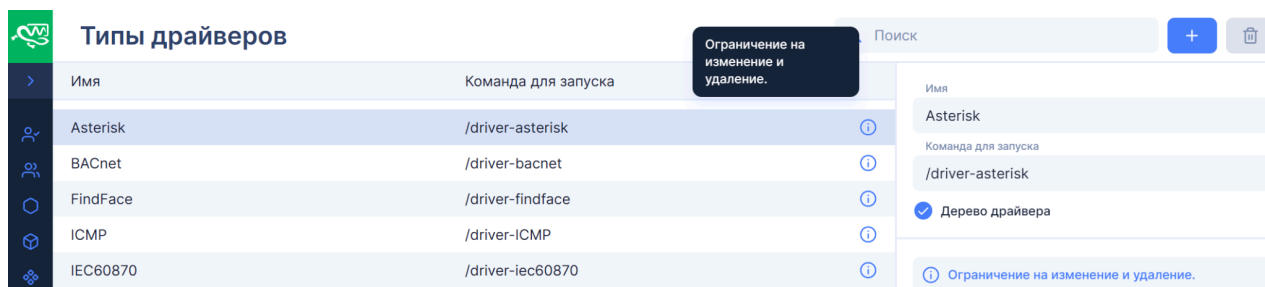 Типы драйверов
Ограничение на
изменение и
удаление.
Поиск
Имя
Команда для запуска
Asterisk
/driver-asterisk
BACnet
/driver-bacnet
FindFace
/driver-findface
ICMP
/driver-ICMP
IEC60870
/driver-iec60870
Имя
Asterisk
Команда для запуска
/driver-asterisk
Дерево драйвера
Ограничение на изменение и удаление.